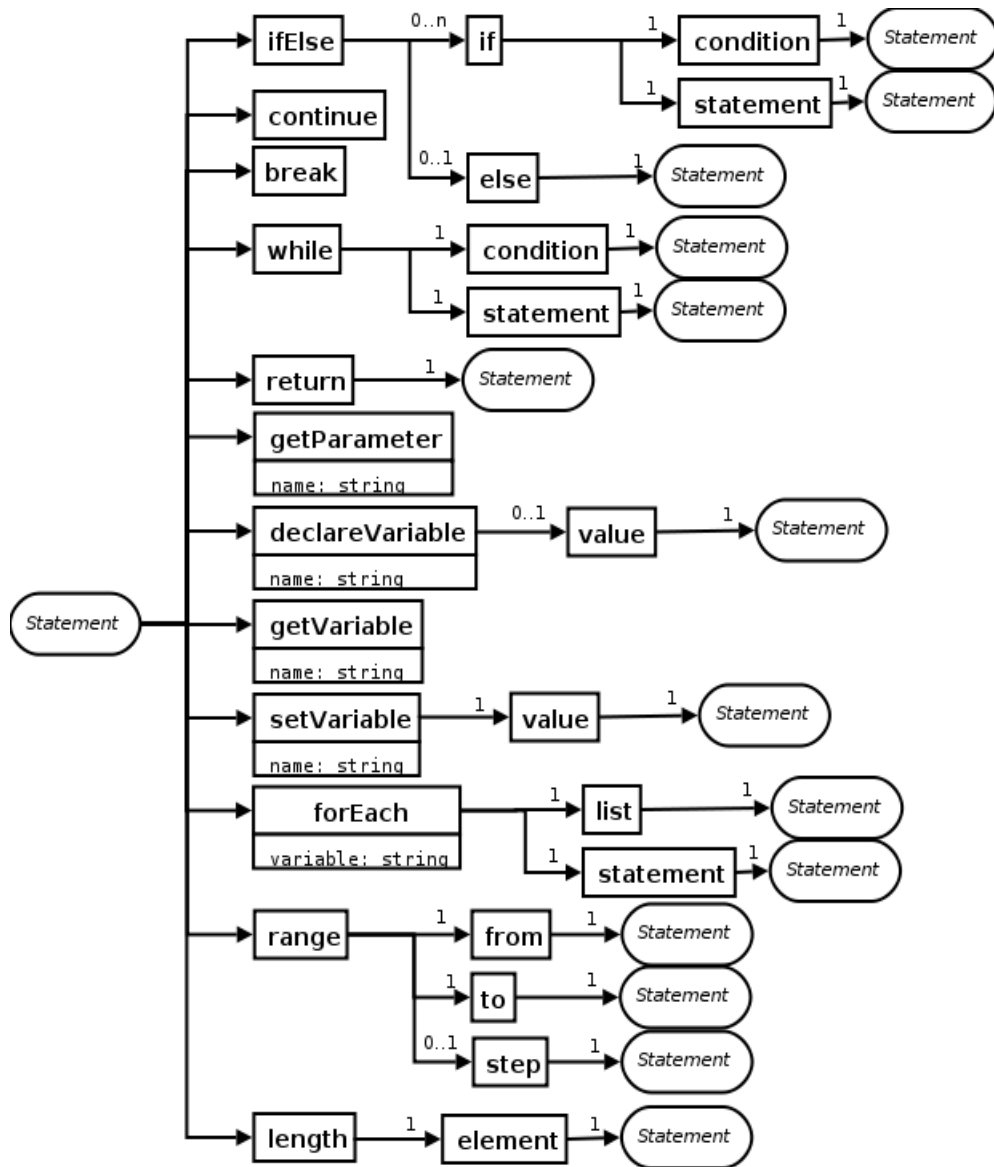 0..n 1 1
ifElse if condition Statement
1 1
continue statement Statement
0..1 1
break else Statement
1 1
while condition Statement
1 1
statement Statement
1
return Statement
getParameter
name: string
0..1 1
declareVariable value Statement
name: string
Statement getVariable
name: string
1 1
setVariable value Statement
name: string
1 1
forEach list Statement
variable: string
1 1
statement Statement
1 1
range from Statement
1 1
to Statement
0..1 1
step Statement
1 1
length element Statement